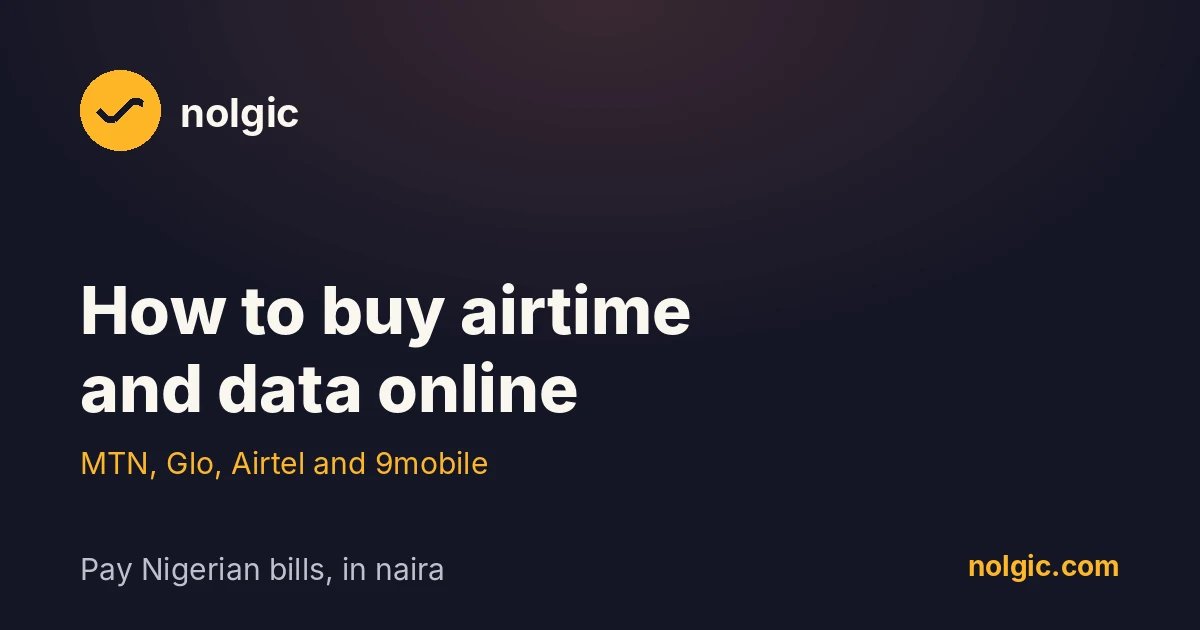 nolgic
How to buy airtime
and data online
MTN, Glo, Airtel and 9mobile
Pay Nigerian bills, in naira
nolgic.com